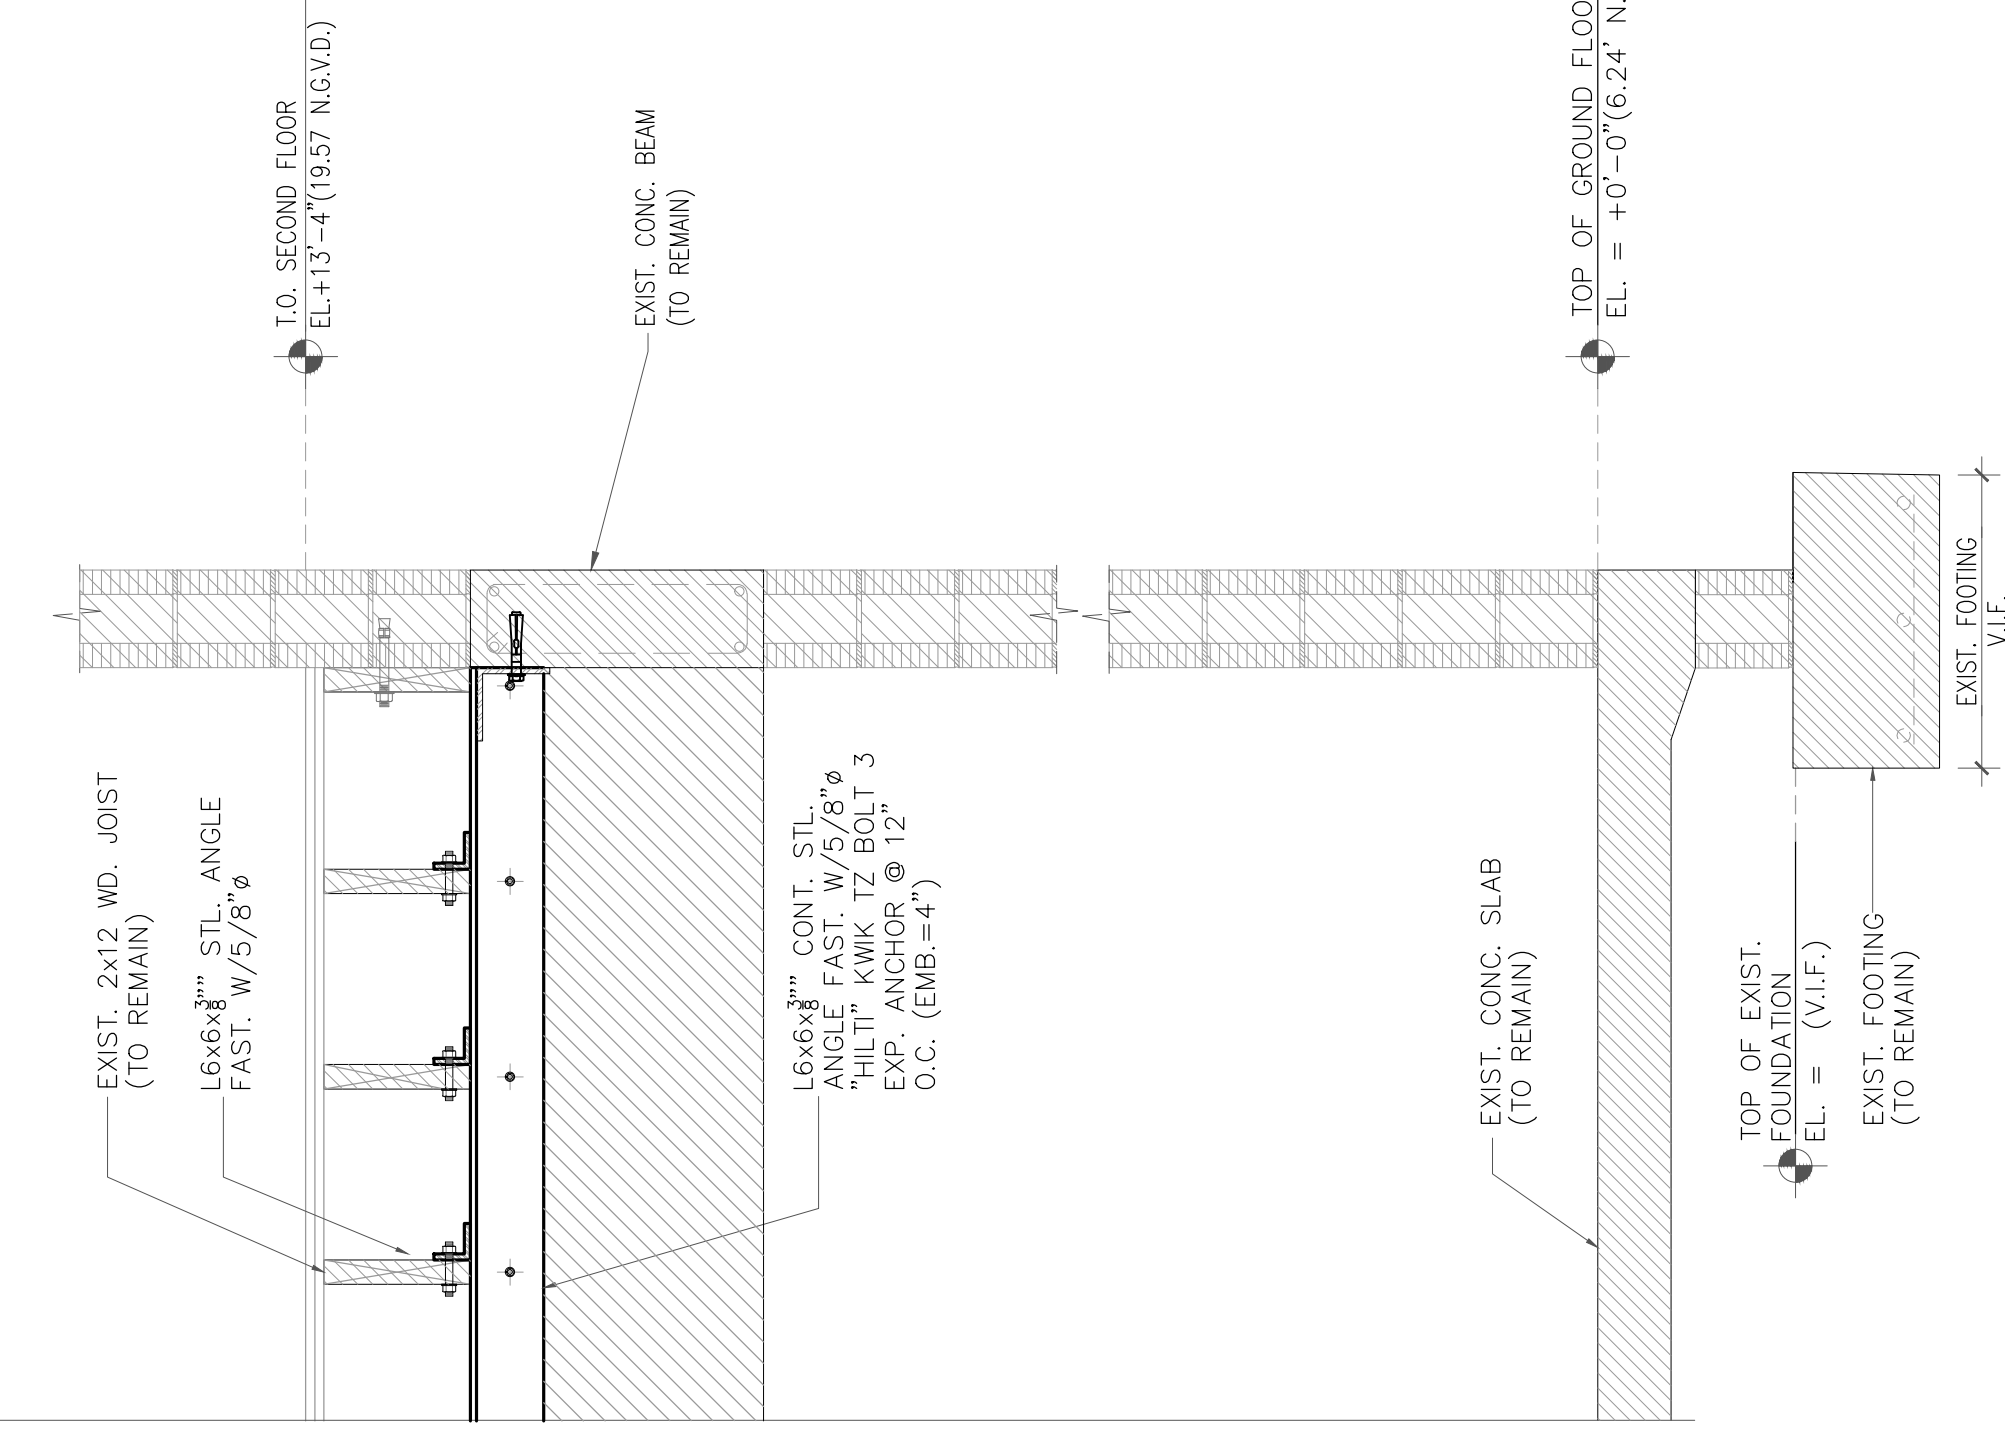 T.O. SECOND FLOOR
EL.+13'-4"(19.57 N.G.V.D.)
EXIST. CONC. BEAM
(TO REMAIN)
EXIST. 2x12 WD. JOIST
(TO REMAIN)
L6x6x3/8"" STL. ANGLE
FAST. W/5/8"ø
L6x6x3/8"" CONT. STL.
ANGLE FAST. W/5/8"ø
"HILTI" KWIK TZ BOLT 3
EXP. ANCHOR @ 12"
O.C. (EMB.=4")
TOP OF GROUND FLOO
EL. = +0'-0"(6.24' N.
EXIST. CONC. SLAB
(TO REMAIN)
TOP OF EXIST.
FOUNDATION
EL. = (V.I.F.)
EXIST. FOOTING
(TO REMAIN)
EXIST. FOOTING
V.I.F.